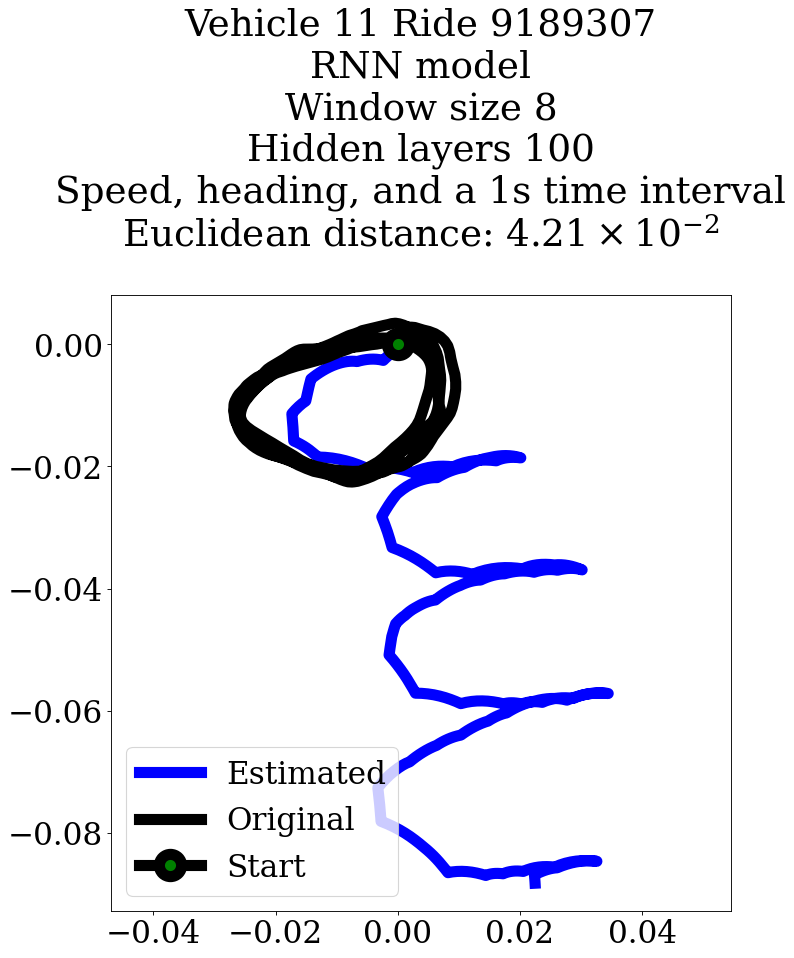 Vehicle 11 Ride 9189307
RNN model
Window size 8
Hidden layers 100
Speed, heading, and a 1s time interval
Euclidean distance: 4.21 × 10⁻²
0.00
−0.02
−0.04
−0.06
−0.08
Estimated
Original
Start
−0.04 −0.02 0.00 0.02 0.04